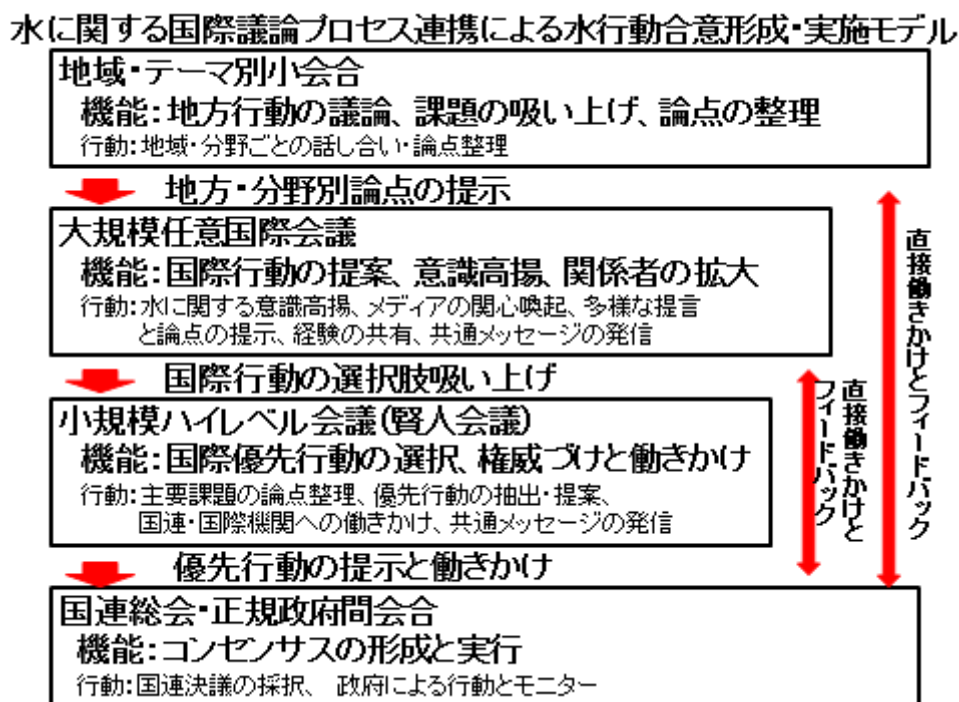 水に関する国際議論プロセス連携による水行動合意形成・実施モデル
地域・テーマ別小会合
機能:地方行動の議論、課題の吸い上げ、論点の整理
行動:地域・分野ごとの話し合い・論点整理
地方・分野別論点の提示
大規模任意国際会議
機能:国際行動の提案、意識高揚、関係者の拡大
行動:水に関する意識高揚、メディアの関心喚起、多様な提言
と論点の提示、経験の共有、共通メッセージの発信
国際行動の選択肢吸い上げ
小規模ハイレベル会議(賢人会議)
機能:国際優先行動の選択、権威づけと働きかけ
行動:主要課題の論点整理、優先行動の抽出・提案、
国連・国際機関への働きかけ、共通メッセージの発信
優先行動の提示と働きかけ
国連総会・正規政府間会合
機能:コンセンサスの形成と実行
行動:国連決議の採択、 政府による行動とモニター
直接働きかけと
フィードバック
直接働きかけとフィードバック